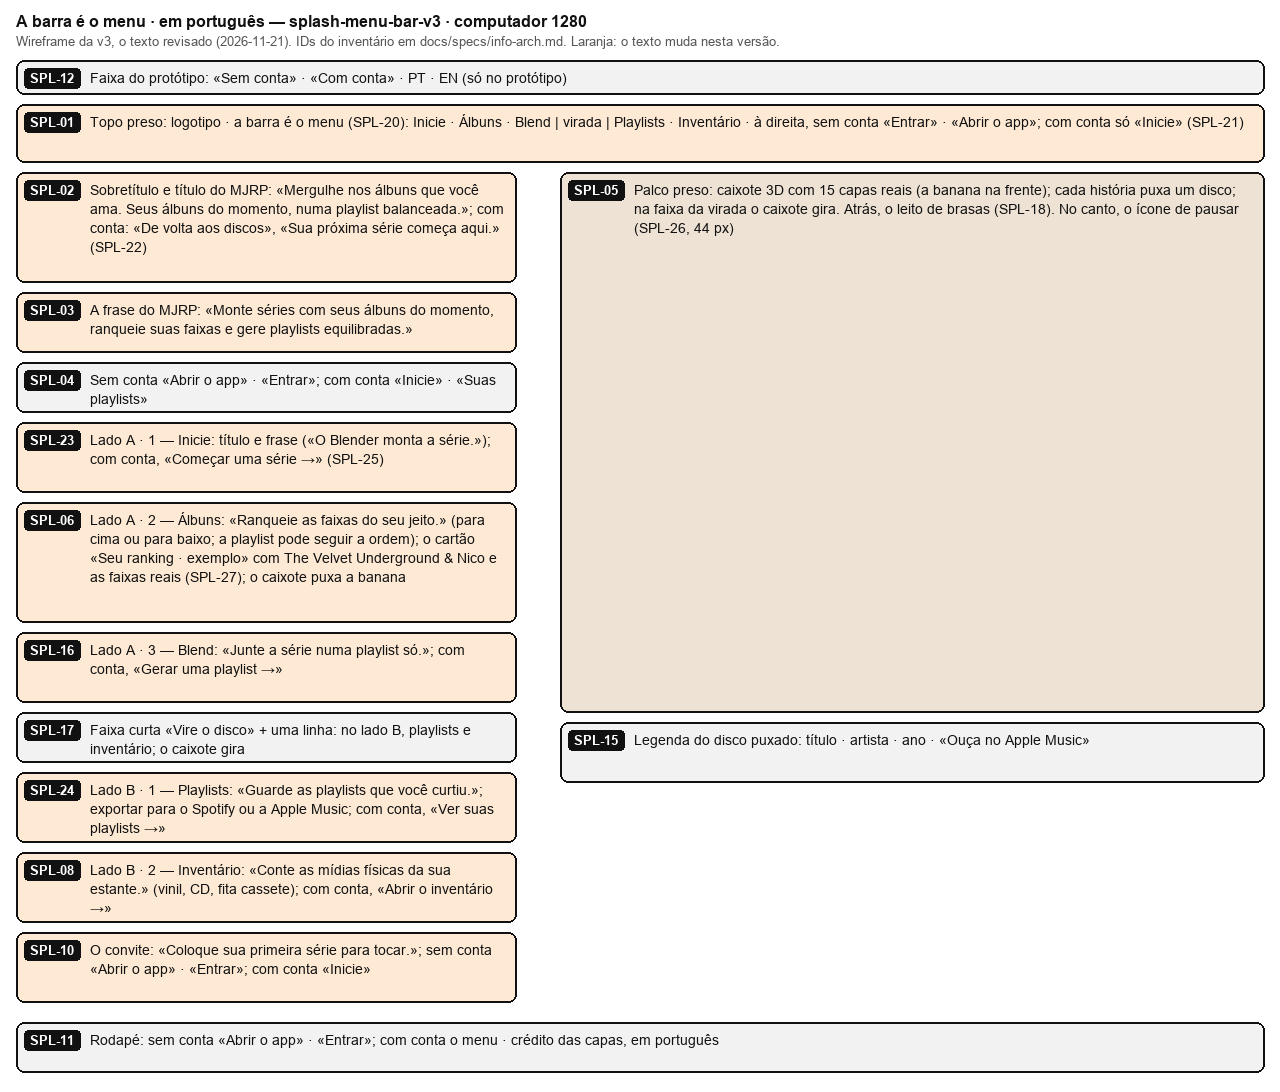 A barra é o menu · em português — splash-menu-bar-v3 · computador 1280
Wireframe da v3, o texto revisado (2026-11-21). IDs do inventário em docs/specs/info-arch.md. Laranja: o texto muda nesta versão.
SPL-12 Faixa do protótipo: «Sem conta» · «Com conta» · PT · EN (só no protótipo)
SPL-01 Topo preso: logotipo · a barra é o menu (SPL-20): Inicie · Álbuns · Blend | virada | Playlists · Inventário · à direita, sem conta «Entrar» · «Abrir o app»; com conta só «Inicie» (SPL-21)
SPL-02 Sobretítulo e título do MJRP: «Mergulhe nos álbuns que você
ama. Seus álbuns do momento, numa playlist balanceada.»; com
conta: «De volta aos discos», «Sua próxima série começa aqui.»
(SPL-22)
SPL-03 A frase do MJRP: «Monte séries com seus álbuns do momento,
ranqueie suas faixas e gere playlists equilibradas.»
SPL-04 Sem conta «Abrir o app» · «Entrar»; com conta «Inicie» · «Suas
playlists»
SPL-23 Lado A · 1 — Inicie: título e frase («O Blender monta a série.»);
com conta, «Começar uma série →» (SPL-25)
SPL-06 Lado A · 2 — Álbuns: «Ranqueie as faixas do seu jeito.» (para
cima ou para baixo; a playlist pode seguir a ordem); o cartão
«Seu ranking · exemplo» com The Velvet Underground & Nico e
as faixas reais (SPL-27); o caixote puxa a banana
SPL-16 Lado A · 3 — Blend: «Junte a série numa playlist só.»; com
conta, «Gerar uma playlist →»
SPL-17 Faixa curta «Vire o disco» + uma linha: no lado B, playlists e
inventário; o caixote gira
SPL-24 Lado B · 1 — Playlists: «Guarde as playlists que você curtiu.»;
exportar para o Spotify ou a Apple Music; com conta, «Ver suas
playlists →»
SPL-08 Lado B · 2 — Inventário: «Conte as mídias físicas da sua
estante.» (vinil, CD, fita cassete); com conta, «Abrir o inventário
→»
SPL-10 O convite: «Coloque sua primeira série para tocar.»; sem conta
«Abrir o app» · «Entrar»; com conta «Inicie»
SPL-05 Palco preso: caixote 3D com 15 capas reais (a banana na frente); cada história puxa um disco;
na faixa da virada o caixote gira. Atrás, o leito de brasas (SPL-18). No canto, o ícone de pausar
(SPL-26, 44 px)
SPL-15 Legenda do disco puxado: título · artista · ano · «Ouça no Apple Music»
SPL-11 Rodapé: sem conta «Abrir o app» · «Entrar»; com conta o menu · crédito das capas, em português